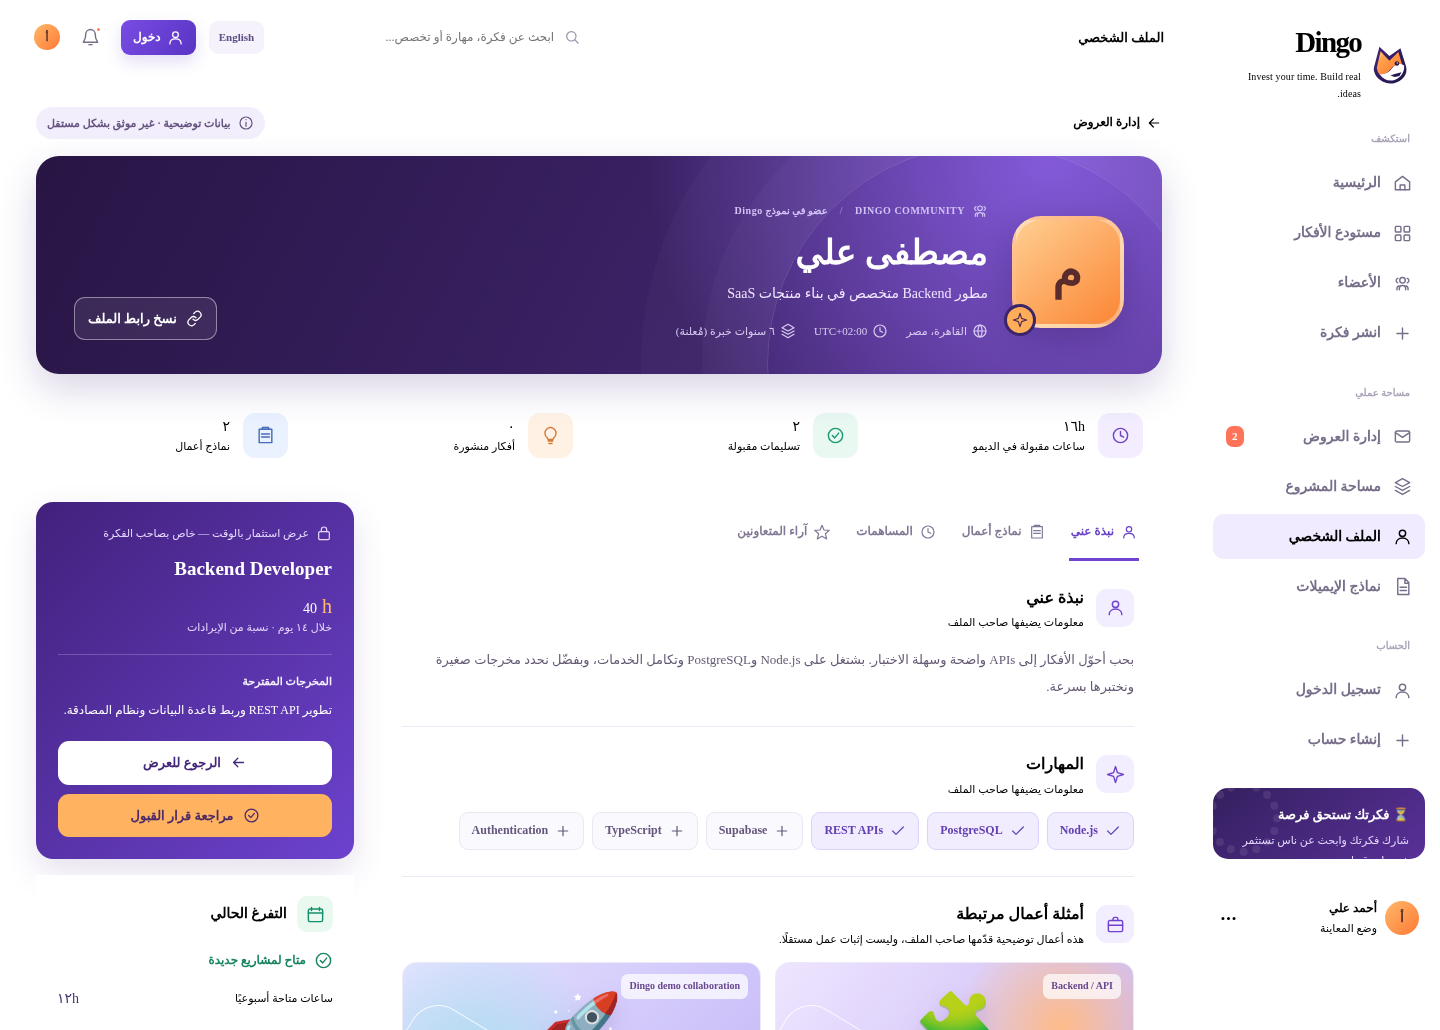 Dingo
Invest your time. Build real
ideas.
استكشف
الرئيسية
مستودع الأفكار
الأعضاء
انشر فكرة
مساحة عملي
إدارة العروض
2
مساحة المشروع
الملف الشخصي
نماذج الإيميلات
الحساب
تسجيل الدخول
إنشاء حساب
⏳ فكرتك تستحق فرصة
شارك فكرتك وابحث عن ناس تستثمر
أ
أحمد علي
وضع المعاينة
الملف الشخصي
ابحث عن فكرة، مهارة أو تخصص...
English
دخول
أ
إدارة العروض
بيانات توضيحية · غير موثق بشكل مستقل
م
DINGO COMMUNITY / عضو في نموذج Dingo
مصطفى علي
مطور Backend متخصص في بناء منتجات SaaS
القاهرة، مصر
UTC+02:00
٦ سنوات خبرة (مُعلنة)
نسخ رابط الملف
١٦h
ساعات مقبولة في الديمو
٢
تسليمات مقبولة
٠
أفكار منشورة
٢
نماذج أعمال
نبذة عني
نماذج أعمال
المساهمات
آراء المتعاونين
نبذة عني
معلومات يضيفها صاحب الملف
بحب أحوّل الأفكار إلى APIs واضحة وسهلة الاختبار. بشتغل على Node.js وPostgreSQL وتكامل الخدمات، وبفضّل نحدد مخرجات صغيرة
ونختبرها بسرعة.
المهارات
معلومات يضيفها صاحب الملف
Node.js
PostgreSQL
REST APIs
Supabase
TypeScript
Authentication
أمثلة أعمال مرتبطة
هذه أعمال توضيحية قدّمها صاحب الملف، وليست إثبات عمل مستقلًا.
Backend / API
Dingo demo collaboration
عرض استثمار بالوقت — خاص بصاحب الفكرة
Backend Developer
40 h
خلال ١٤ يوم · نسبة من الإيرادات
المخرجات المقترحة
تطوير REST API وربط قاعدة البيانات ونظام المصادقة.
الرجوع للعرض
مراجعة قرار القبول
التفرغ الحالي
متاح لمشاريع جديدة
ساعات متاحة أسبوعيًا
١٢h